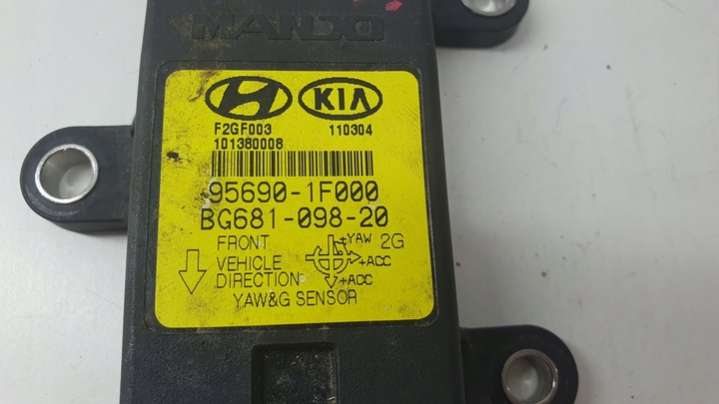 MANDO
KIA
F2GF003 110304
101380008
95690-1F000
BG681-098-20
FRONT +YAW 2G
VEHICLE +ACC
DIRECTION +ACC
YAW&G SENSOR